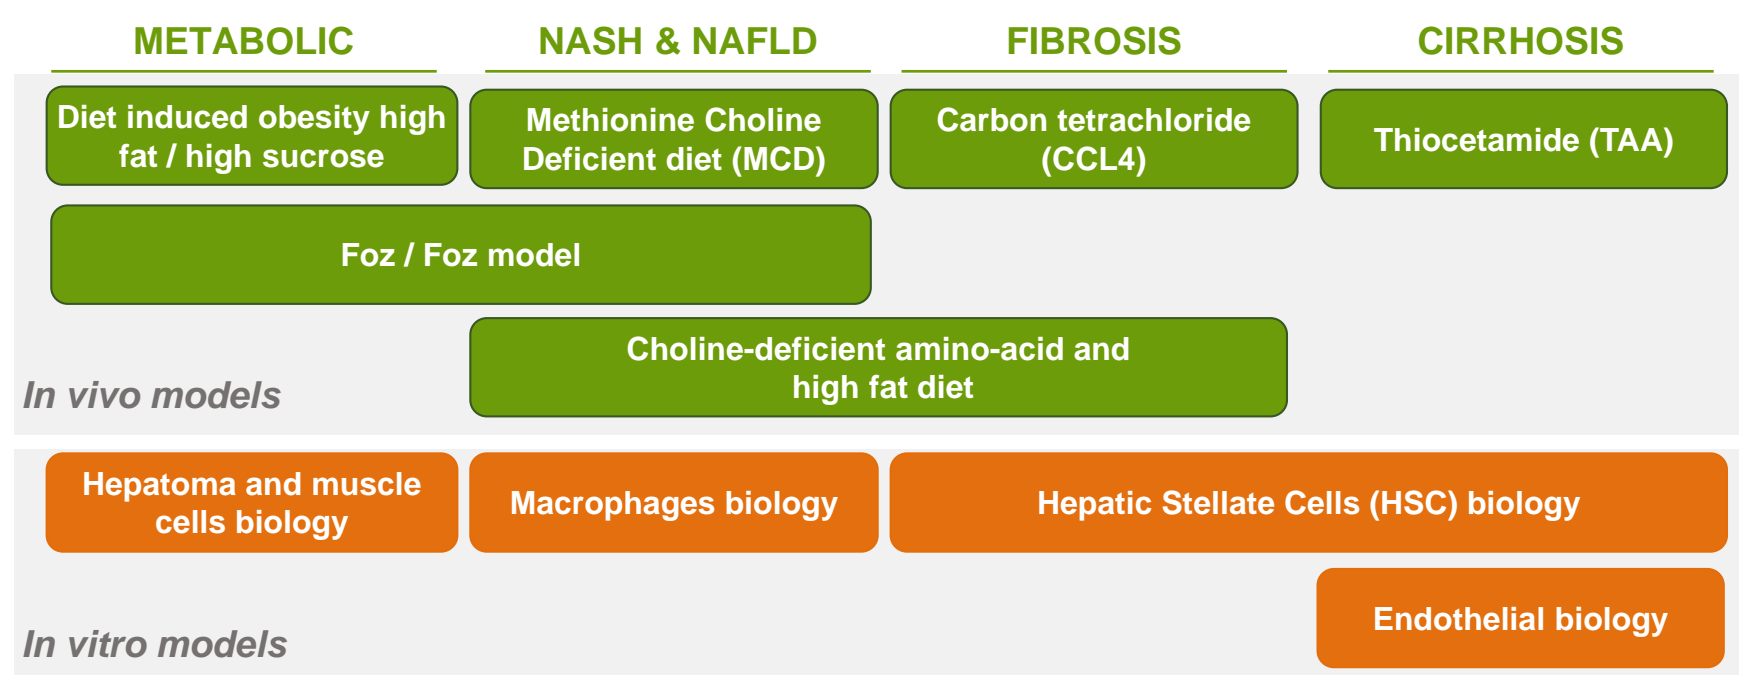 METABOLIC
NASH & NAFLD
FIBROSIS
CIRRHOSIS
Diet induced obesity high
fat / high sucrose
Methionine Choline
Deficient diet (MCD)
Carbon tetrachloride
(CCL4)
Thiocetamide (TAA)
Foz / Foz model
Choline-deficient amino-acid and
high fat diet
In vivo models
Hepatoma and muscle
cells biology
Macrophages biology
Hepatic Stellate Cells (HSC) biology
Endothelial biology
In vitro models